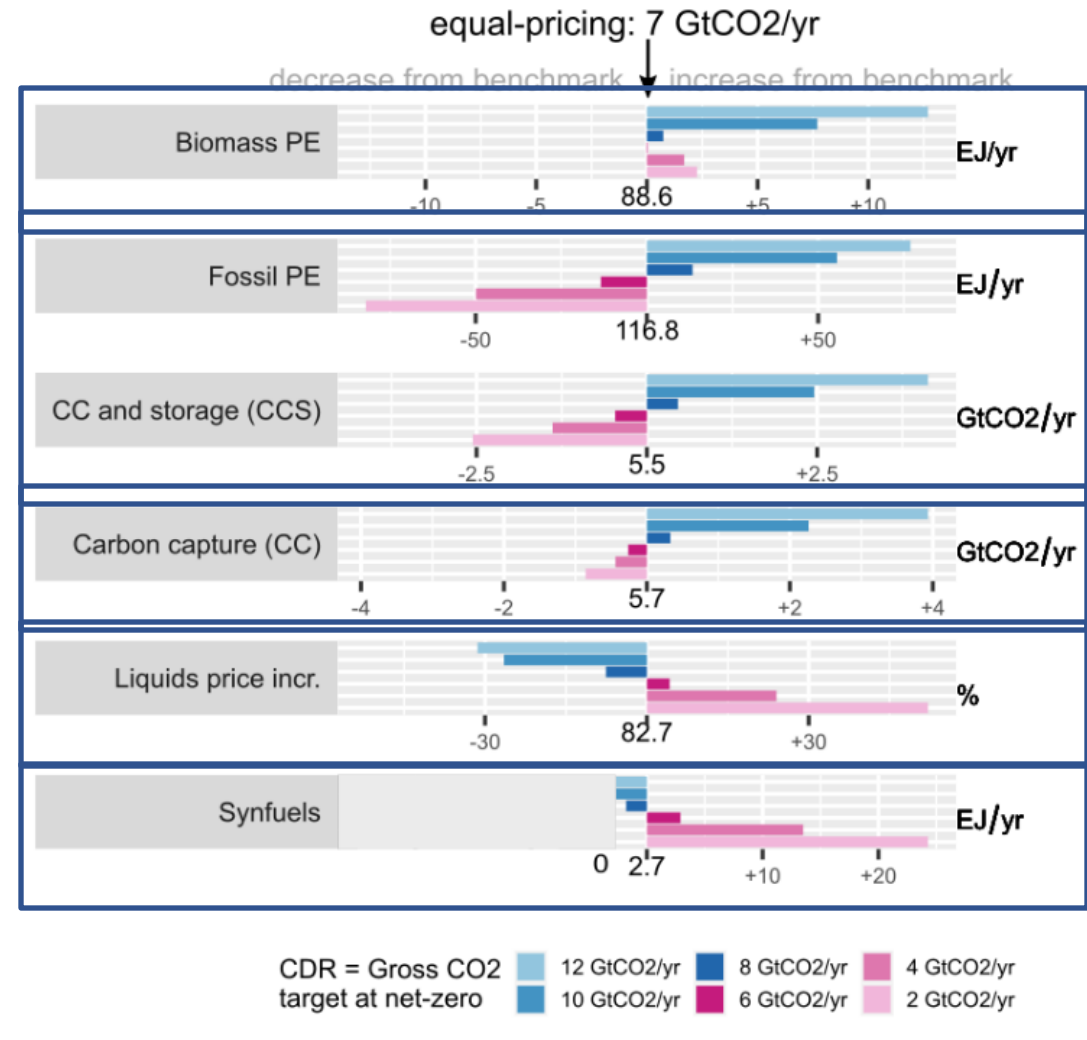 equal-pricing: 7 GtCO2/yr
decrease from benchmark increase from benchmark
Biomass PE
EJ/yr
-10 -5 88.6 +5 +10
Fossil PE
EJ/yr
-50 116.8 +50
CC and storage (CCS)
GtCO2/yr
-2.5 5.5 +2.5
Carbon capture (CC)
GtCO2/yr
-4 -2 5.7 +2 +4
Liquids price incr.
%
-30 82.7 +30
Synfuels
EJ/yr
0 2.7 +10 +20
CDR = Gross CO2
target at net-zero
12 GtCO2/yr 8 GtCO2/yr 4 GtCO2/yr
10 GtCO2/yr 6 GtCO2/yr 2 GtCO2/yr